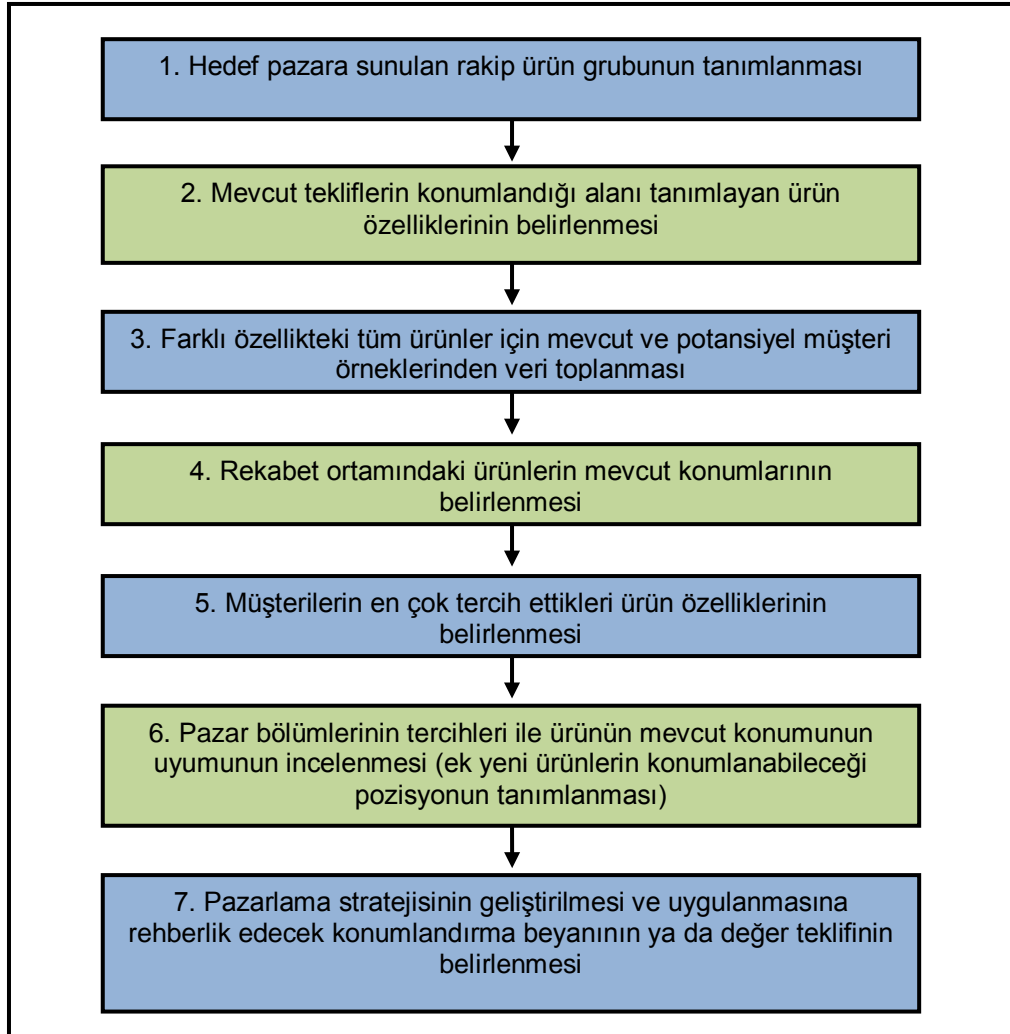 1. Hedef pazara sunulan rakip ürün grubunun tanımlanması
2. Mevcut tekliflerin konumlandığı alanı tanımlayan ürün
özelliklerinin belirlenmesi
3. Farklı özellikteki tüm ürünler için mevcut ve potansiyel müşteri
örneklerinden veri toplanması
4. Rekabet ortamındaki ürünlerin mevcut konumlarının
belirlenmesi
5. Müşterilerin en çok tercih ettikleri ürün özelliklerinin
belirlenmesi
6. Pazar bölümlerinin tercihleri ile ürünün mevcut konumunun
uyumunun incelenmesi (ek yeni ürünlerin konumlanabileceği
pozisyonun tanımlanması)
7. Pazarlama stratejisinin geliştirilmesi ve uygulanmasına
rehberlik edecek konumlandırma beyanının ya da değer teklifinin
belirlenmesi